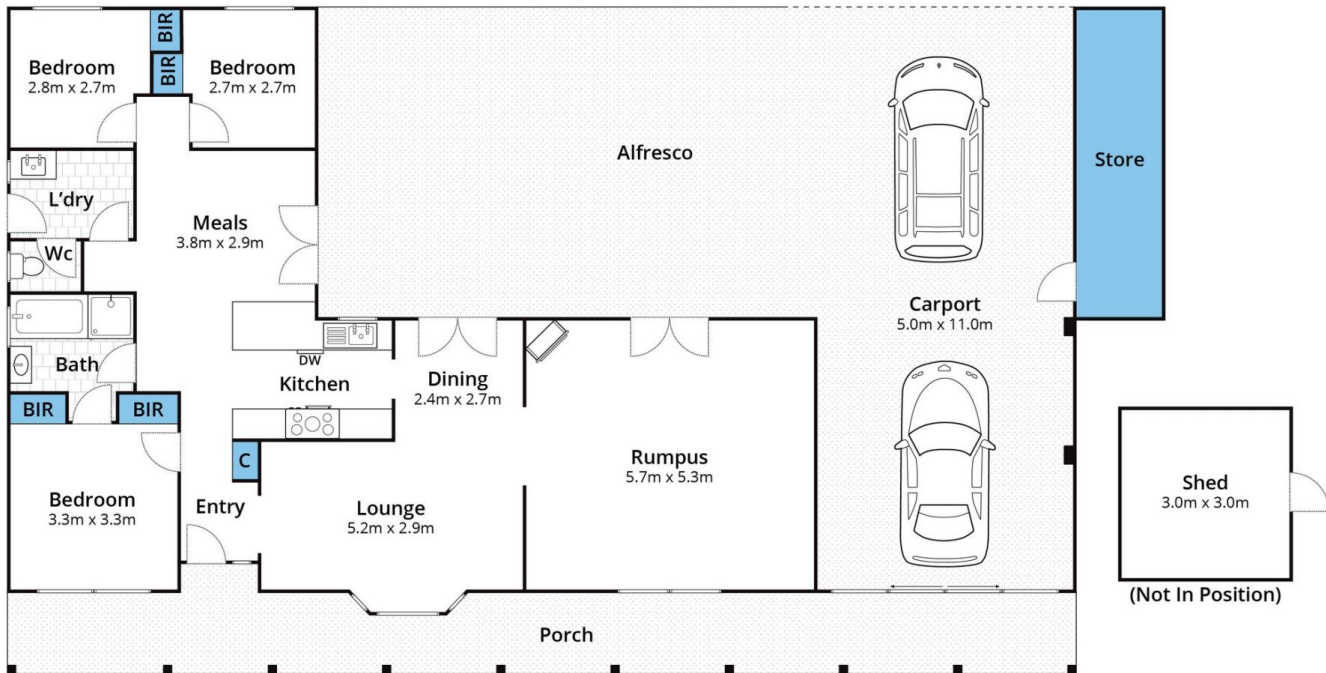 Bedroom
2.8m x 2.7m
BIR
BIR
Bedroom
2.7m x 2.7m
L'dry
Wc
Meals
3.8m x 2.9m
Alfresco
Store
Carport
5.0m x 11.0m
Bath
BIR
BIR
DW
Kitchen
Dining
2.4m x 2.7m
C
Bedroom
3.3m x 3.3m
Entry
Lounge
5.2m x 2.9m
Rumpus
5.7m x 5.3m
Shed
3.0m x 3.0m
(Not In Position)
Porch